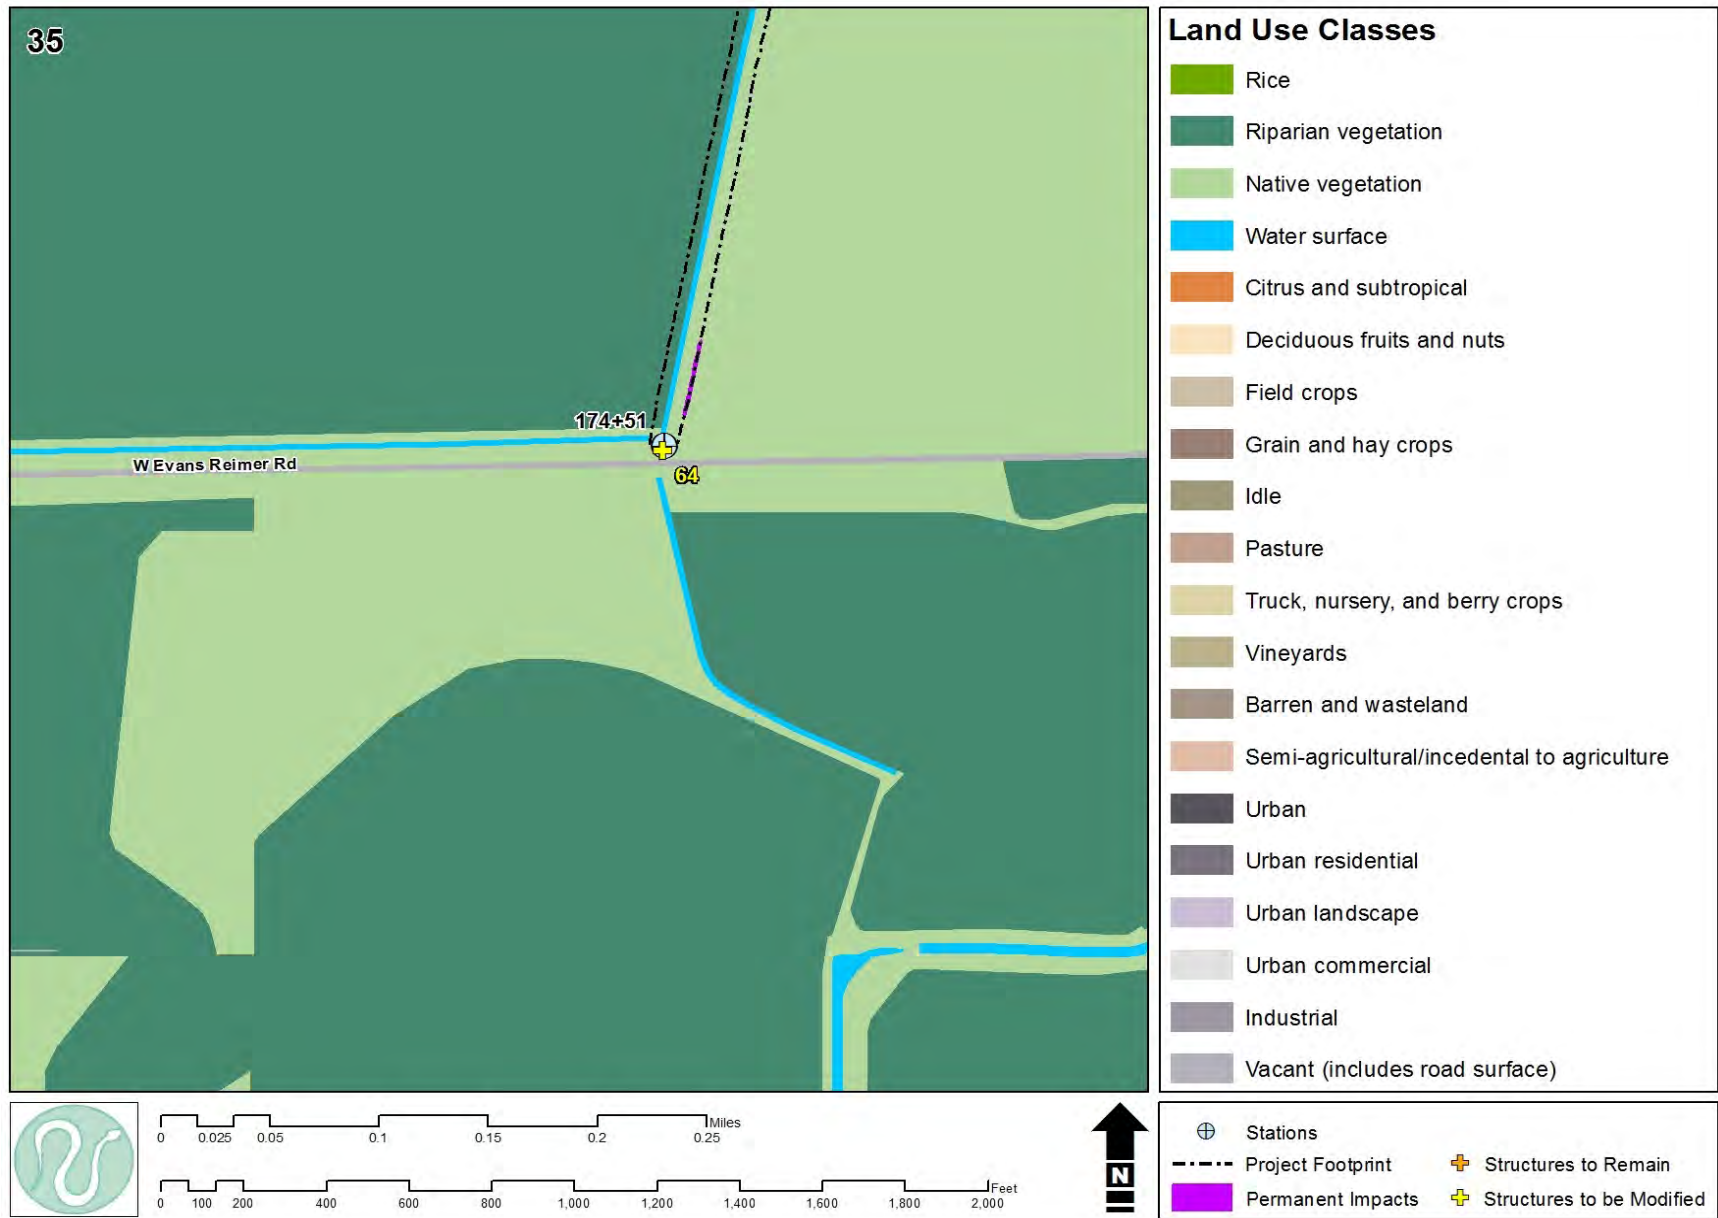 35
174+51
W Evans Reimer Rd
64
Land Use Classes
Rice
Riparian vegetation
Native vegetation
Water surface
Citrus and subtropical
Deciduous fruits and nuts
Field crops
Grain and hay crops
Idle
Pasture
Truck, nursery, and berry crops
Vineyards
Barren and wasteland
Semi-agricultural/incedental to agriculture
Urban
Urban residential
Urban landscape
Urban commercial
Industrial
Vacant (includes road surface)
Miles
0 0.025 0.05 0.1 0.15 0.2 0.25
Feet
0 100 200 400 600 800 1,000 1,200 1,400 1,600 1,800 2,000
N
Stations
Project Footprint
Structures to Remain
Permanent Impacts
Structures to be Modified